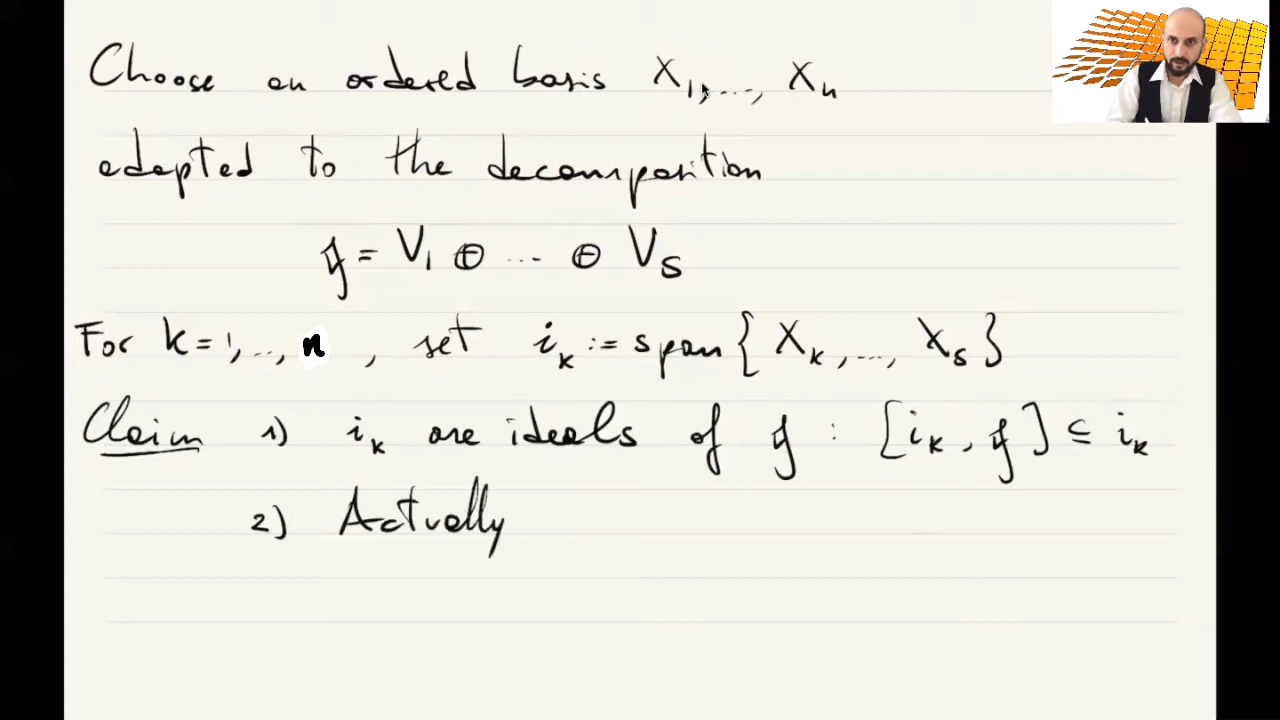 Choose an ordered basis X₁, ..., Xₙ
adapted to the decomposition
𝔤 = V₁ ⊕ ... ⊕ Vₛ
For k = 1, .., n , set iₖ := span { Xₖ, ..., Xₛ }
Claim 1) iₖ are ideals of 𝔤 : [iₖ, 𝔤] ⊆ iₖ
2) Actually